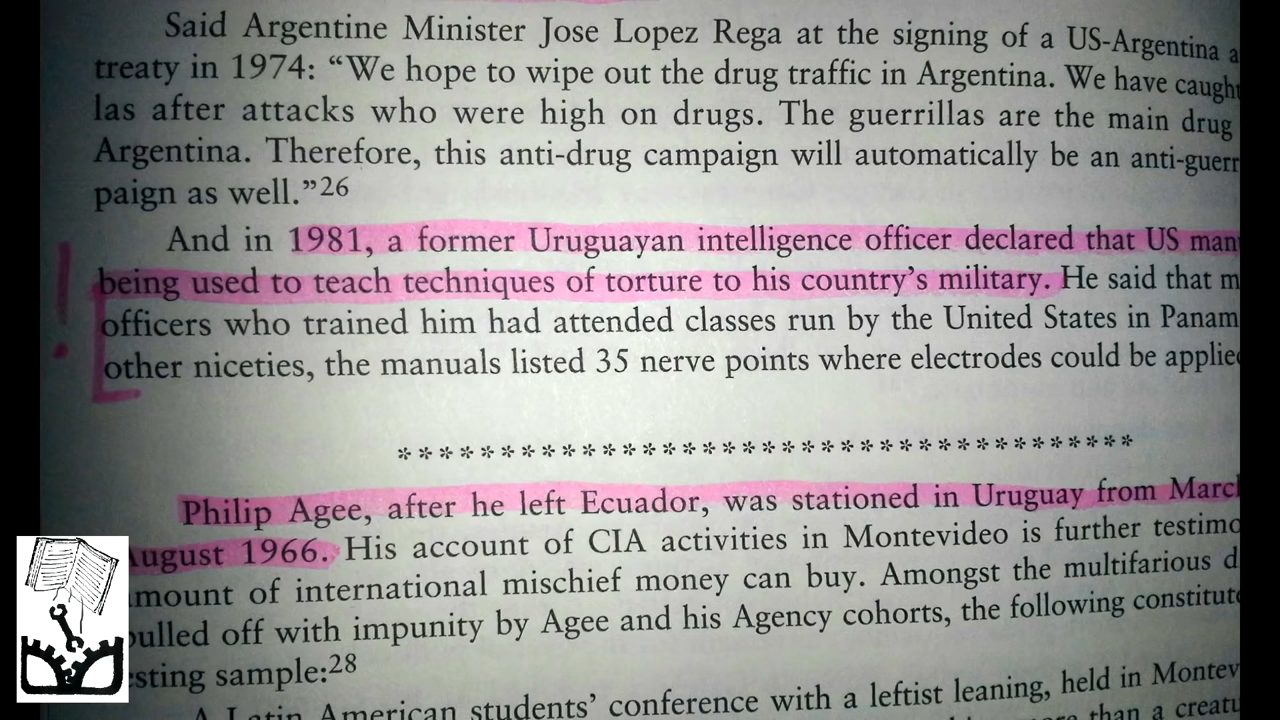 Said Argentine Minister Jose Lopez Rega at the signing of a US-Argentina a
treaty in 1974: “We hope to wipe out the drug traffic in Argentina. We have caught
las after attacks who were high on drugs. The guerrillas are the main drug
Argentina. Therefore, this anti-drug campaign will automatically be an anti-guerr
paign as well.”26
And in 1981, a former Uruguayan intelligence officer declared that US man
being used to teach techniques of torture to his country’s military. He said that m
officers who trained him had attended classes run by the United States in Panam
other niceties, the manuals listed 35 nerve points where electrodes could be applie
************************************
Philip Agee, after he left Ecuador, was stationed in Uruguay from March
August 1966. His account of CIA activities in Montevideo is further testimo
mount of international mischief money can buy. Amongst the multifarious d
pulled off with impunity by Agee and his Agency cohorts, the following constitute
esting sample:28
A Latin American students’ conference with a leftist leaning, held in Montev
than a creatu